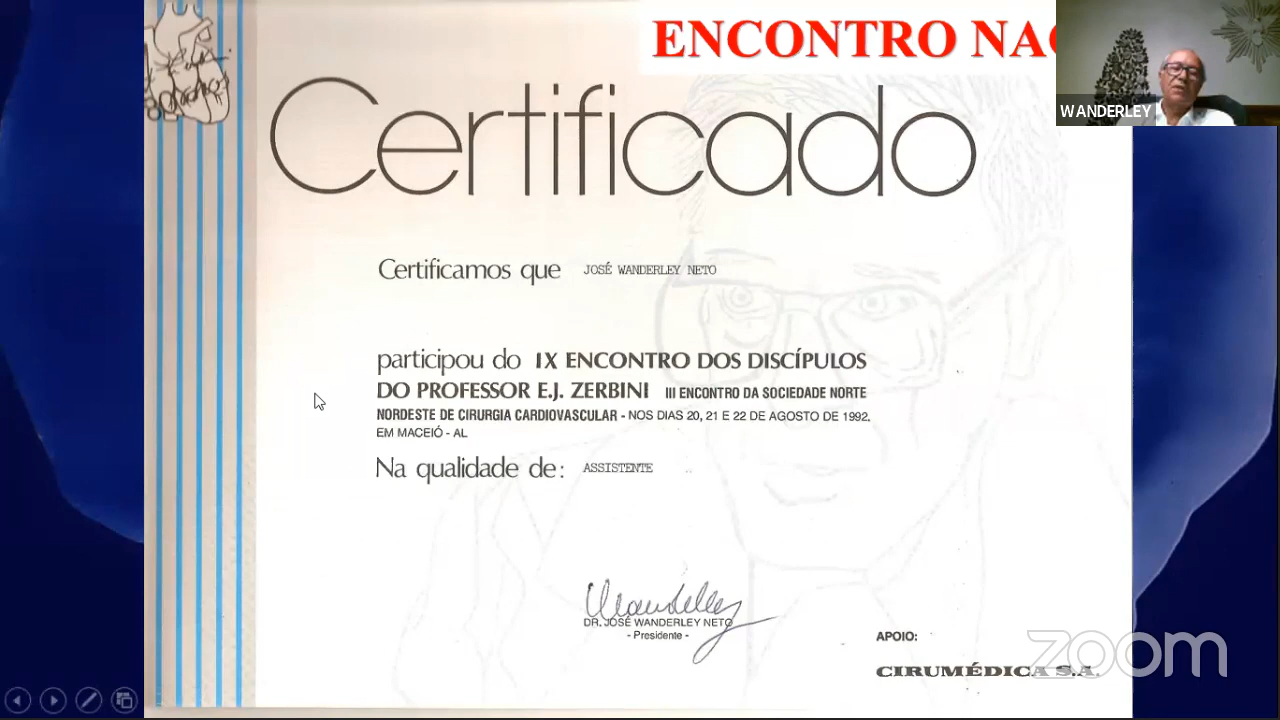 ENCONTRO NAC
WANDERLEY
Certificado
Certificamos que JOSÉ WANDERLEY NETO
participou do IX ENCONTRO DOS DISCÍPULOS
DO PROFESSOR E.J. ZERBINI III ENCONTRO DA SOCIEDADE NORTE
NORDESTE DE CIRURGIA CARDIOVASCULAR - NOS DIAS 20, 21 E 22 DE AGOSTO DE 1992,
EM MACEIÓ - AL
Na qualidade de: ASSISTENTE
Wanderley
DR. JOSÉ WANDERLEY NETO
- Presidente -
APOIO:
CIRUMÉDICA S.A.
zoom